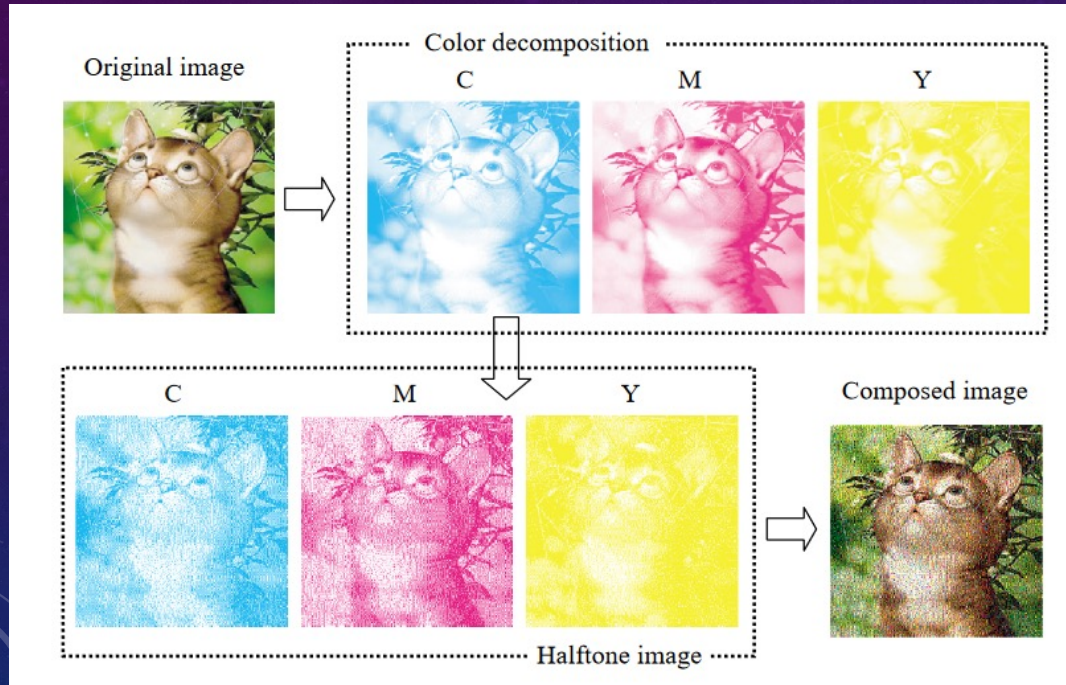 Color decomposition
Original image
C M Y
C M Y
Composed image
Halftone image